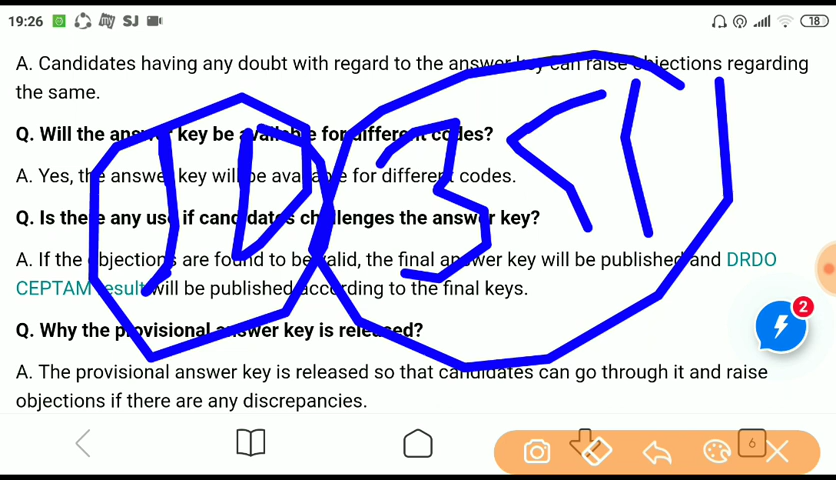 19:26 my SJ 18
A. Candidates having any doubt with regard to the answer key can raise objections regarding
the same.
Q. Will the answer key be available for different codes?
A. Yes, the answer key will be available for different codes.
Q. Is there any use if candidates challenges the answer key?
A. If the objections are found to be valid, the final answer key will be published and DRDO
CEPTAM result will be published according to the final keys.
Q. Why the provisional answer key is released?
A. The provisional answer key is released so that candidates can go through it and raise
objections if there are any discrepancies.
2
6